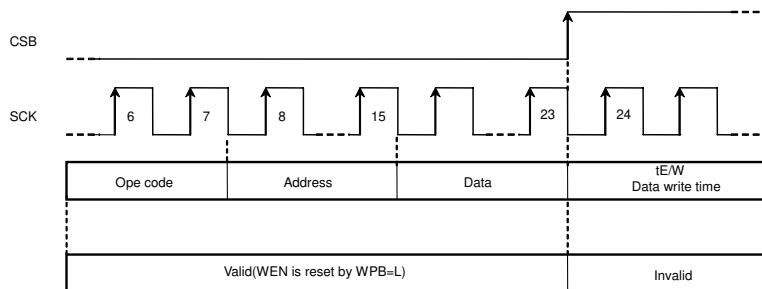 CSB
SCK
6 7 8 15 23 24
Ope code Address Data tE/W
Data write time
Valid(WEN is reset by WPB=L) Invalid